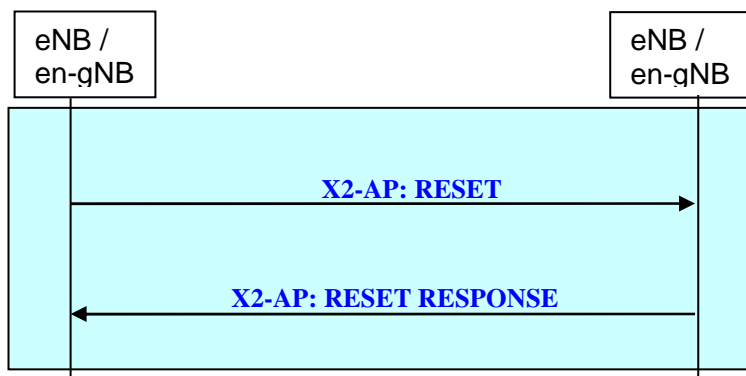 eNB /
en-gNB
eNB /
en-gNB
X2-AP: RESET
X2-AP: RESET RESPONSE